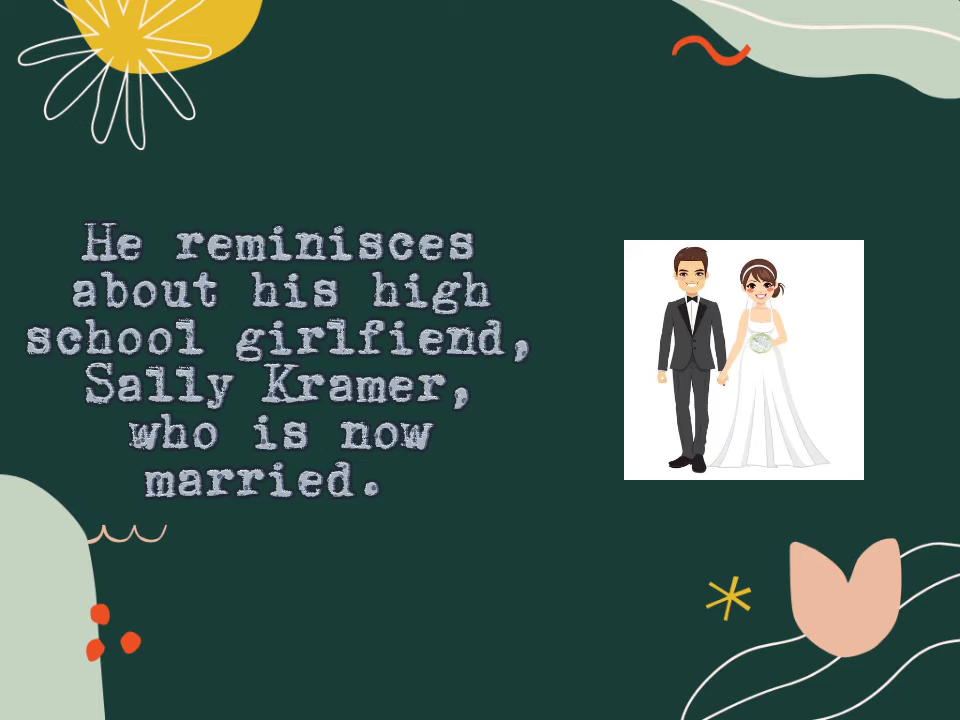 He reminisces
about his high
school girlfiend,
Sally Kramer,
who is now
married.